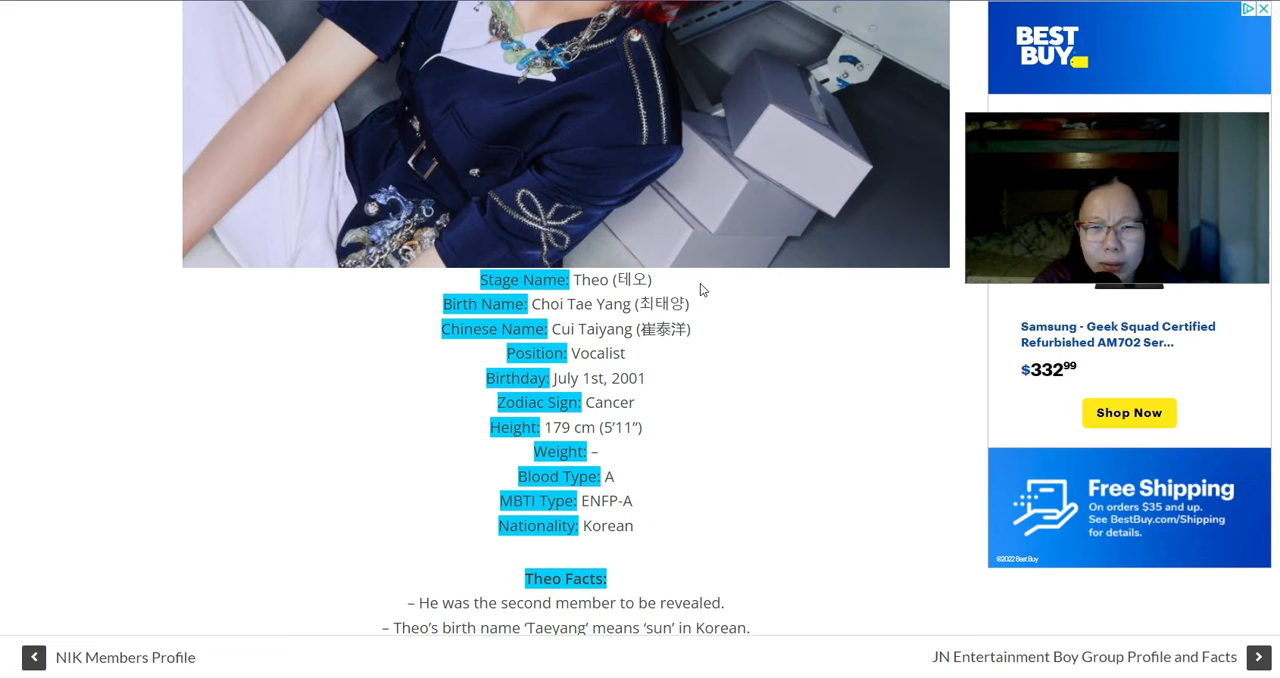 BEST
BUY
Stage Name: Theo (테오)
Birth Name: Choi Tae Yang (최태양)
Chinese Name: Cui Taiyang (崔泰洋)
Position: Vocalist
Birthday: July 1st, 2001
Zodiac Sign: Cancer
Height: 179 cm (5’11”)
Weight: –
Blood Type: A
MBTI Type: ENFP-A
Nationality: Korean
Theo Facts:
– He was the second member to be revealed.
– Theo’s birth name ‘Taeyang’ means ‘sun’ in Korean.
Samsung - Geek Squad Certified
Refurbished AM702 Ser...
$332.99
Shop Now
Free Shipping
On orders $35 and up.
See BestBuy.com/Shipping
for details.
©2022 Best Buy
NIK Members Profile
JN Entertainment Boy Group Profile and Facts